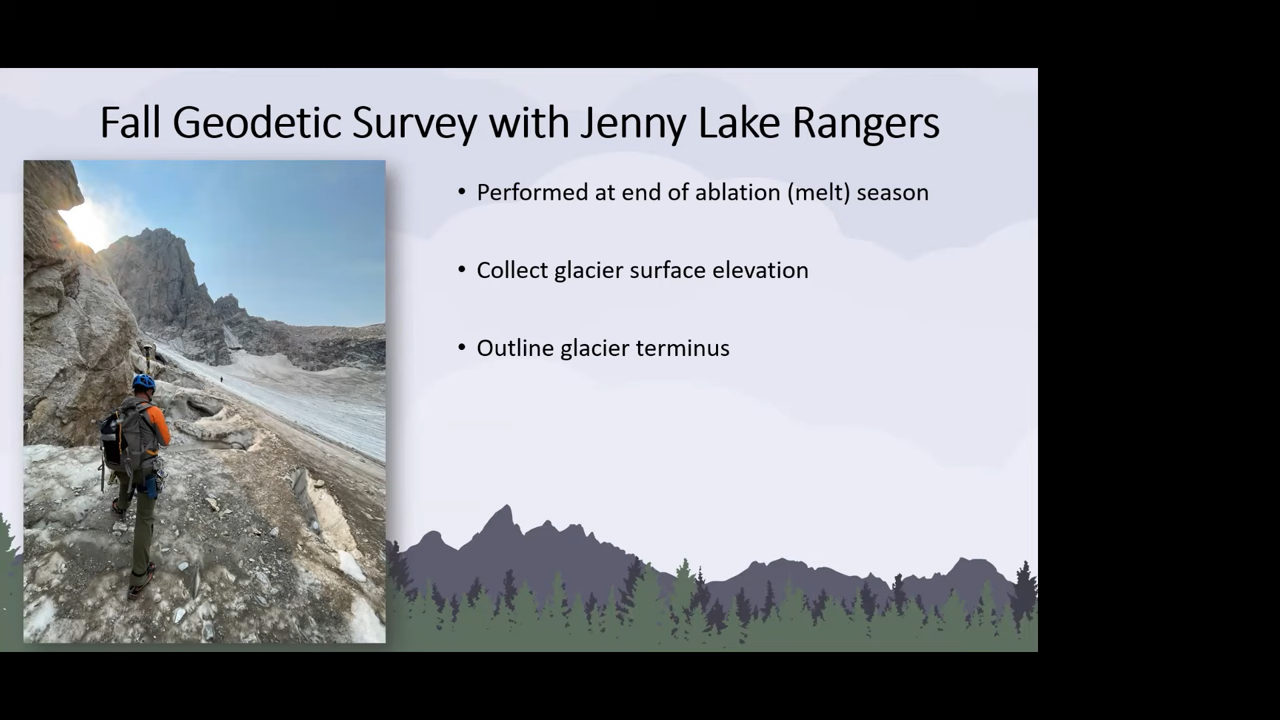 Fall Geodetic Survey with Jenny Lake Rangers
• Performed at end of ablation (melt) season
• Collect glacier surface elevation
• Outline glacier terminus